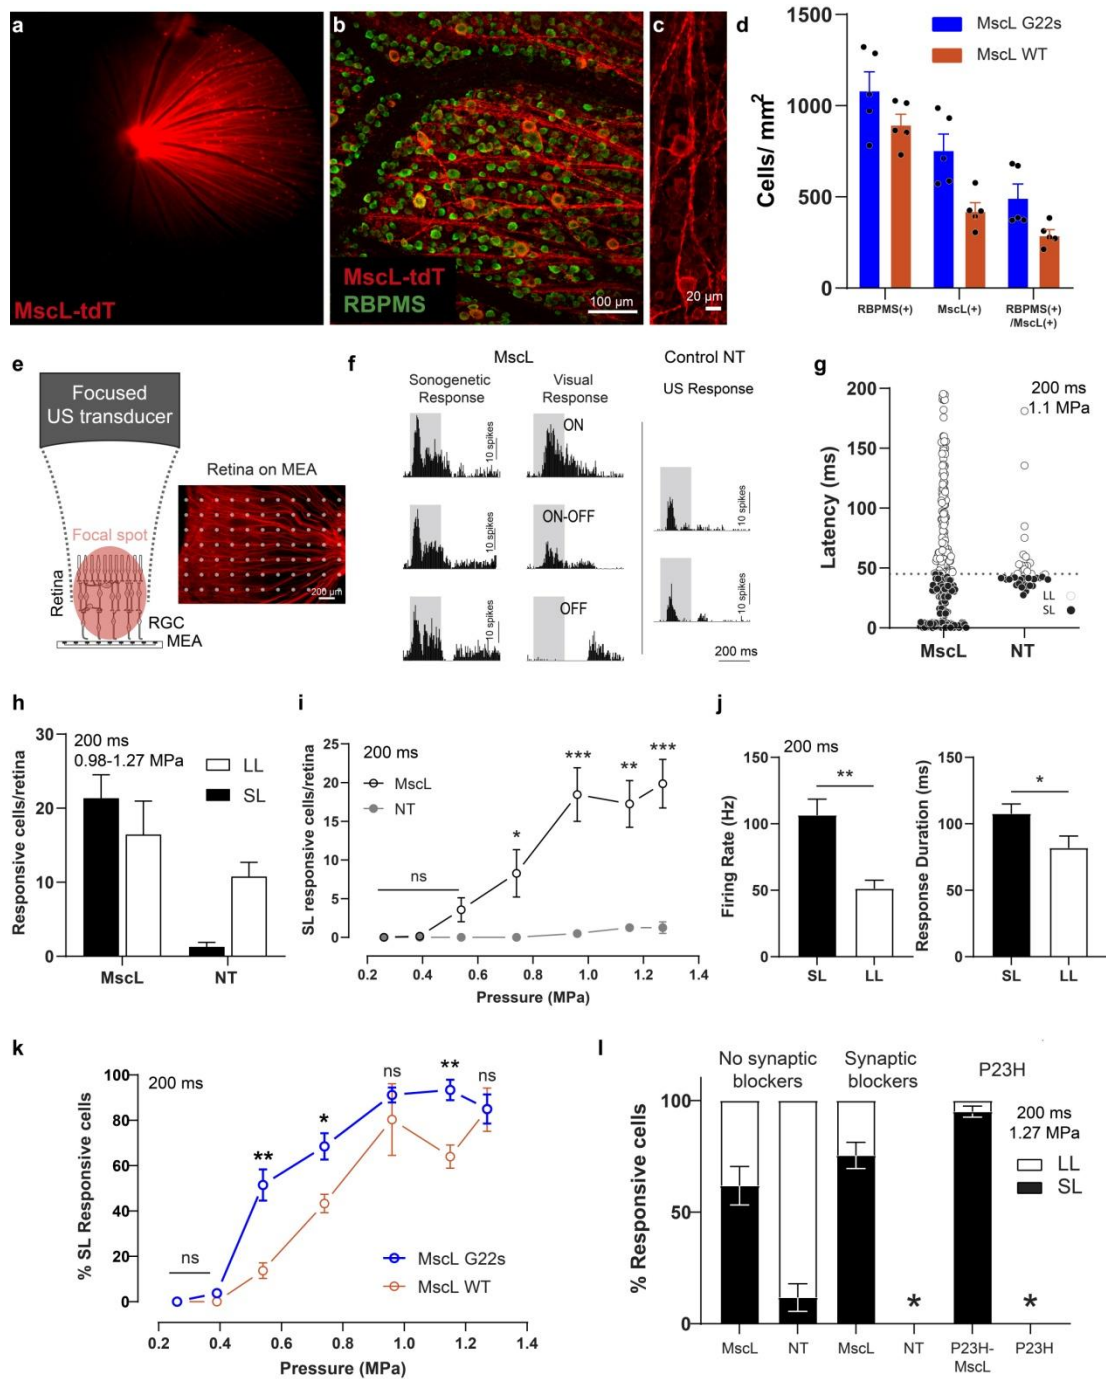 a
MscL-tdT
b
MscL-tdT
RBPMS
100 µm
c
20 µm
d
MscL G22s
MscL WT
Cells/ mm2
1500
1000
500
0
RBPMS(+)
MscL(+)
RBPMS(+)
/MscL(+)
e
Focused
US transducer
Focal spot
Retina
RGC
MEA
Retina on MEA
200 µm
f
MscL
Control NT
Sonogenetic
Response
Visual
Response
US Response
ON
10 spikes
10 spikes
ON-OFF
10 spikes
10 spikes
OFF
10 spikes
200 ms
g
200 ms
1.1 MPa
Latency (ms)
200
150
100
50
0
LL
SL
MscL
NT
h
200 ms
0.98-1.27 MPa
LL
SL
Responsive cells/retina
30
20
10
0
MscL
NT
i
200 ms
MscL
NT
SL responsive cells/retina
25
20
15
10
5
0
ns
*
***
**
***
0.2
0.4
0.6
0.8
1.0
1.2
1.4
Pressure (MPa)
j
200 ms
Firing Rate (Hz)
150
100
50
0
**
SL
LL
Response Duration (ms)
150
100
50
0
*
SL
LL
k
200 ms
% SL Responsive cells
100
80
60
40
20
0
ns
**
*
ns
**
ns
MscL G22s
MscL WT
0.2
0.4
0.6
0.8
1.0
1.2
1.4
Pressure (MPa)
l
No synaptic
blockers
Synaptic
blockers
P23H
200 ms
1.27 MPa
LL
SL
% Responsive cells
100
50
0
*
*
MscL
NT
MscL
NT
P23H-
MscL
P23H